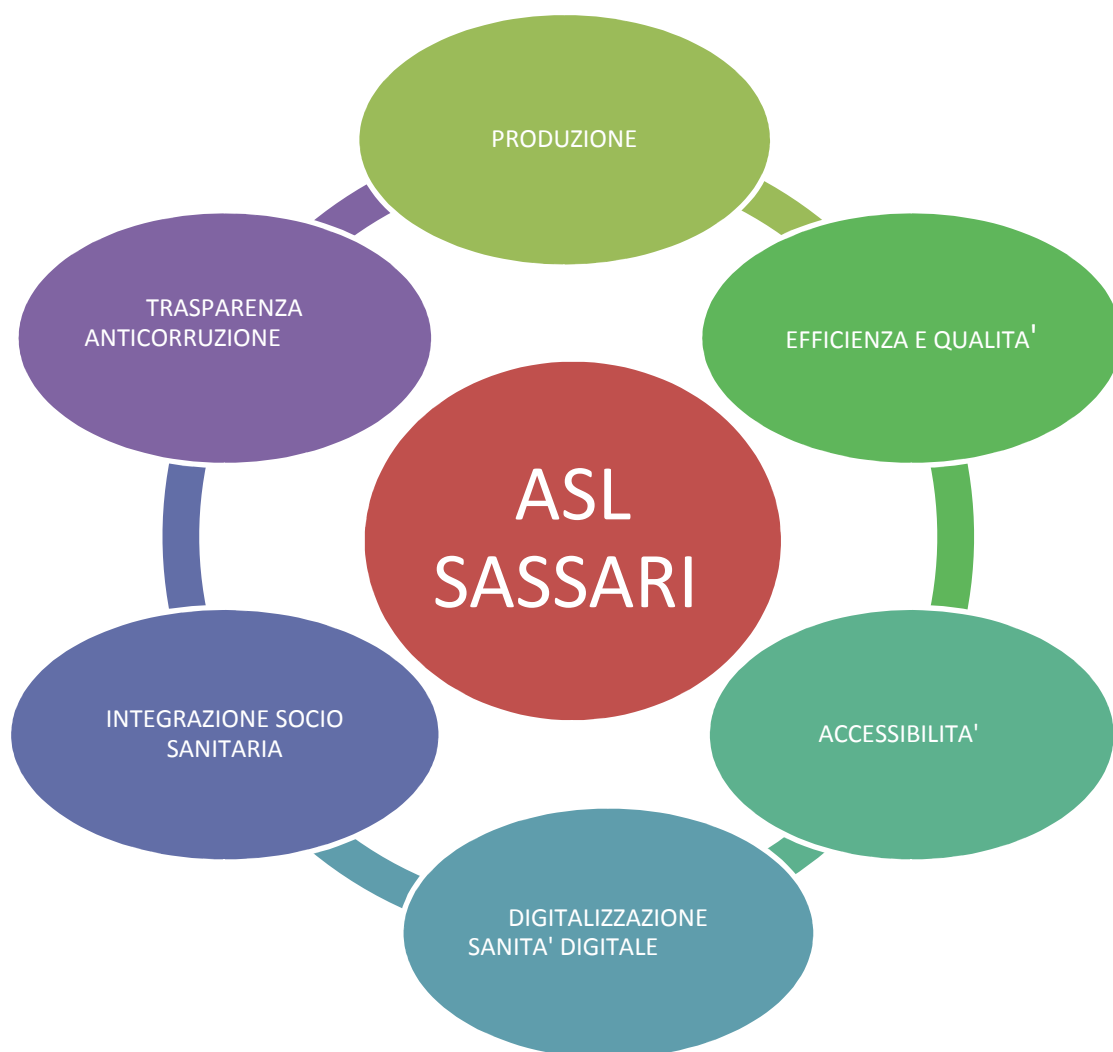 PRODUZIONE
EFFICIENZA E QUALITA'
ACCESSIBILITA'
DIGITALIZZAZIONE
SANITA' DIGITALE
INTEGRAZIONE SOCIO
SANITARIA
TRASPARENZA
ANTICORRUZIONE
ASL
SASSARI